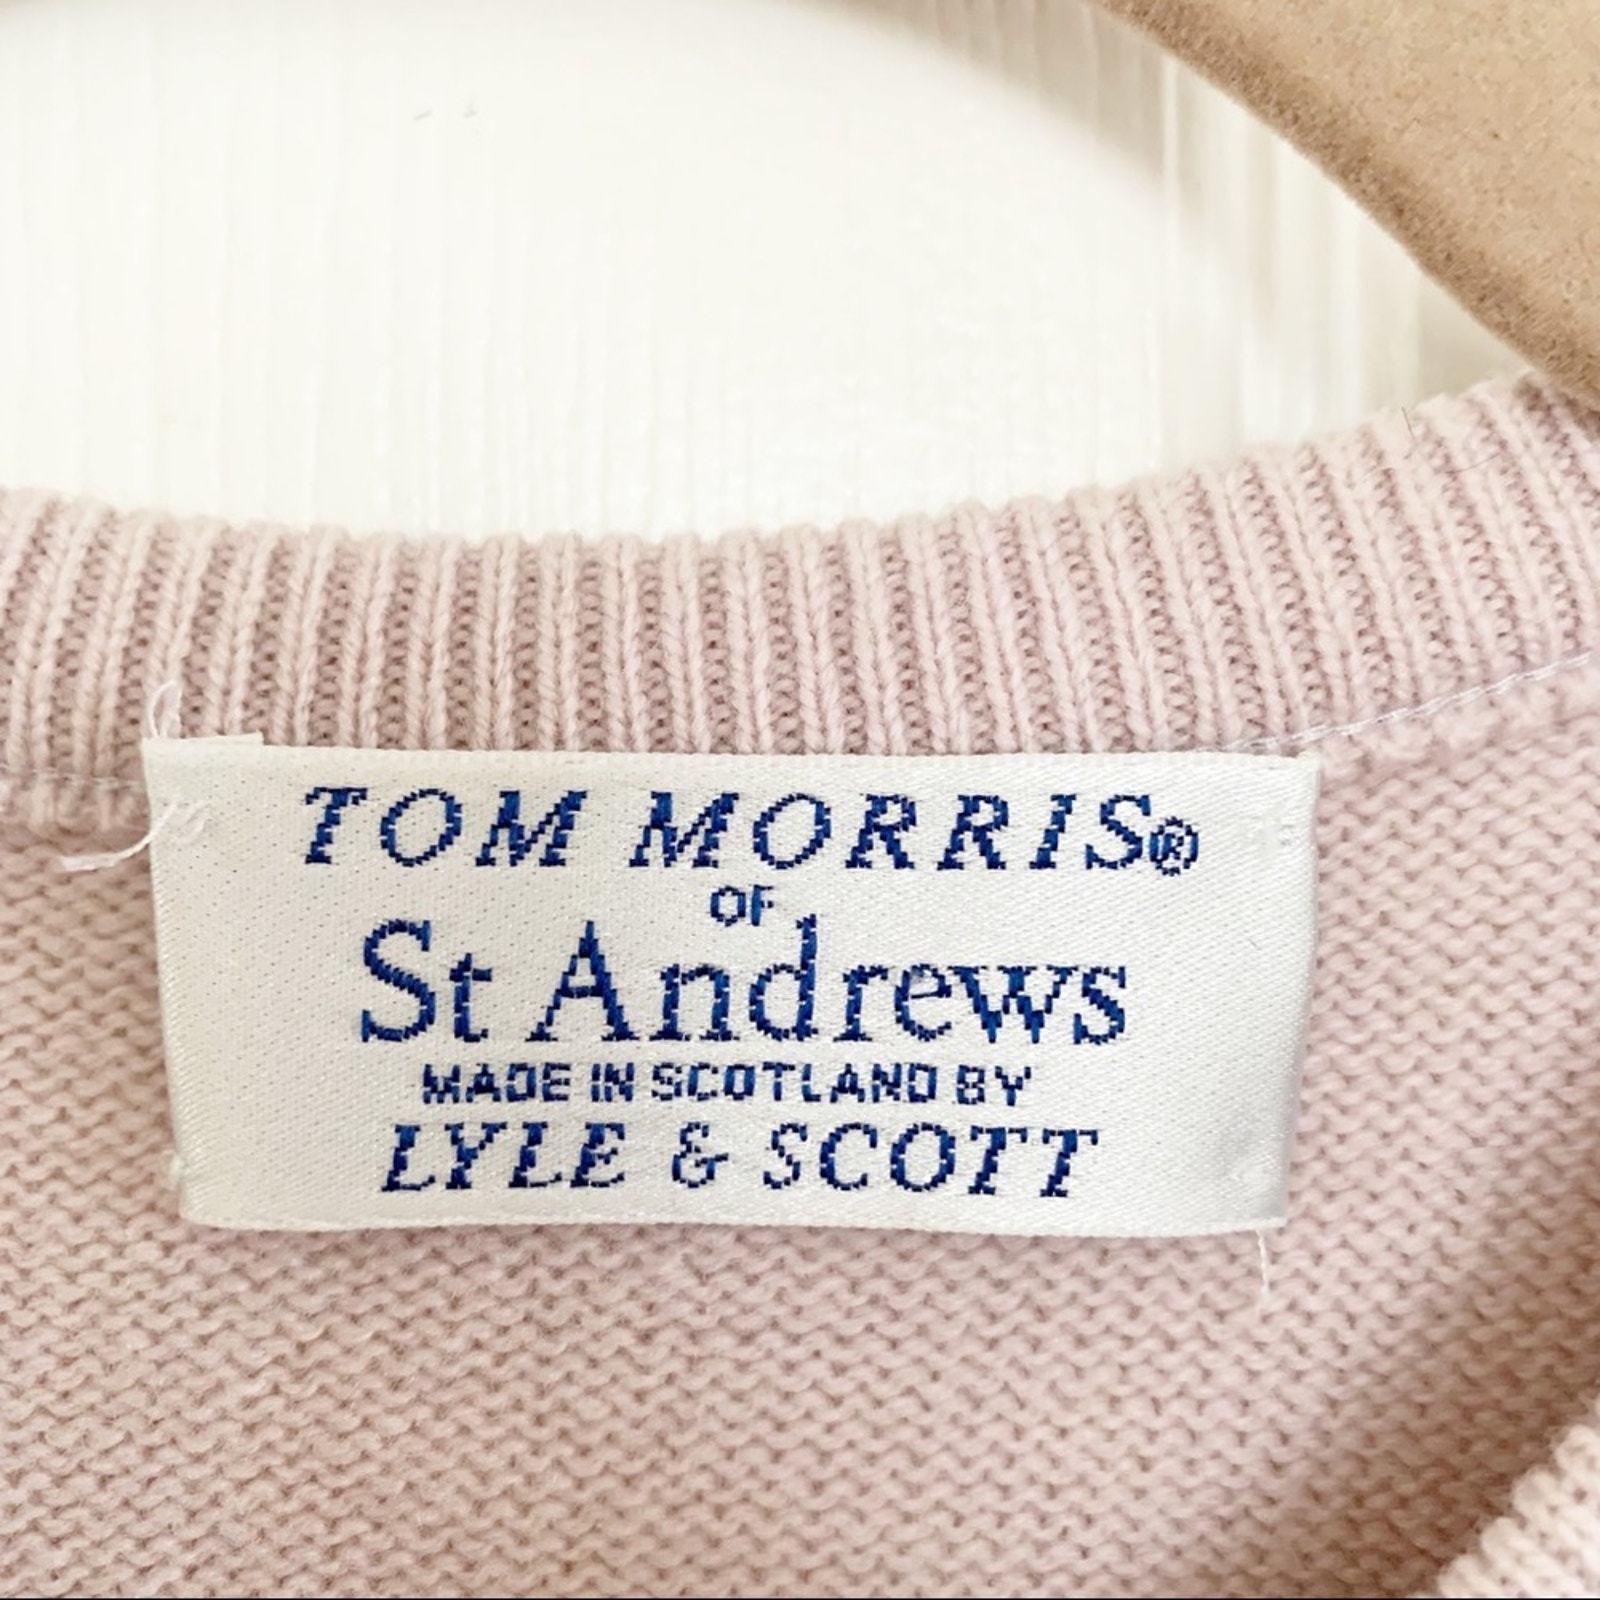 TOM MORRIS®
OF
St Andrews
MADE IN SCOTLAND BY
LYLE & SCOTT